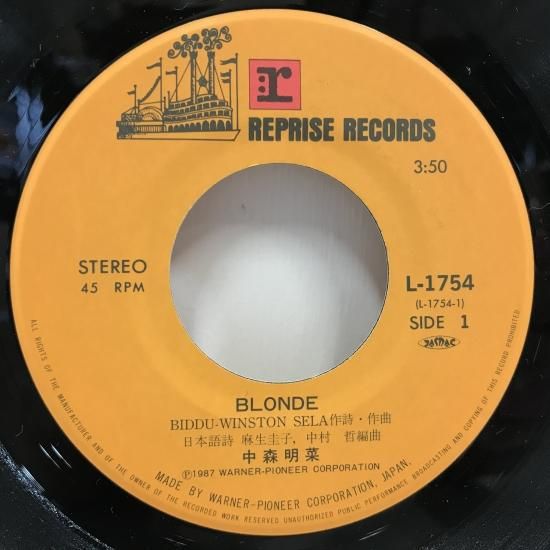 r
REPRISE RECORDS
3:50
STEREO
45 RPM
L-1754
(L-1754-1)
SIDE 1
JASRAC
BLONDE
BIDDU-WINSTON SELA作詩・作曲
日本語詩 麻生圭子, 中村 哲編曲
中森明菜
Ⓟ1987 WARNER-PIONEER CORPORATION
MADE BY WARNER-PIONEER CORPORATION, JAPAN.
ALL RIGHTS OF THE MANUFACTURER AND OF THE OWNER OF THE RECORDED WORK RESERVED UNAUTHORIZED PUBLIC PERFORMANCE BROADCASTING AND COPYING OF THIS RECORD PROHIBITED.